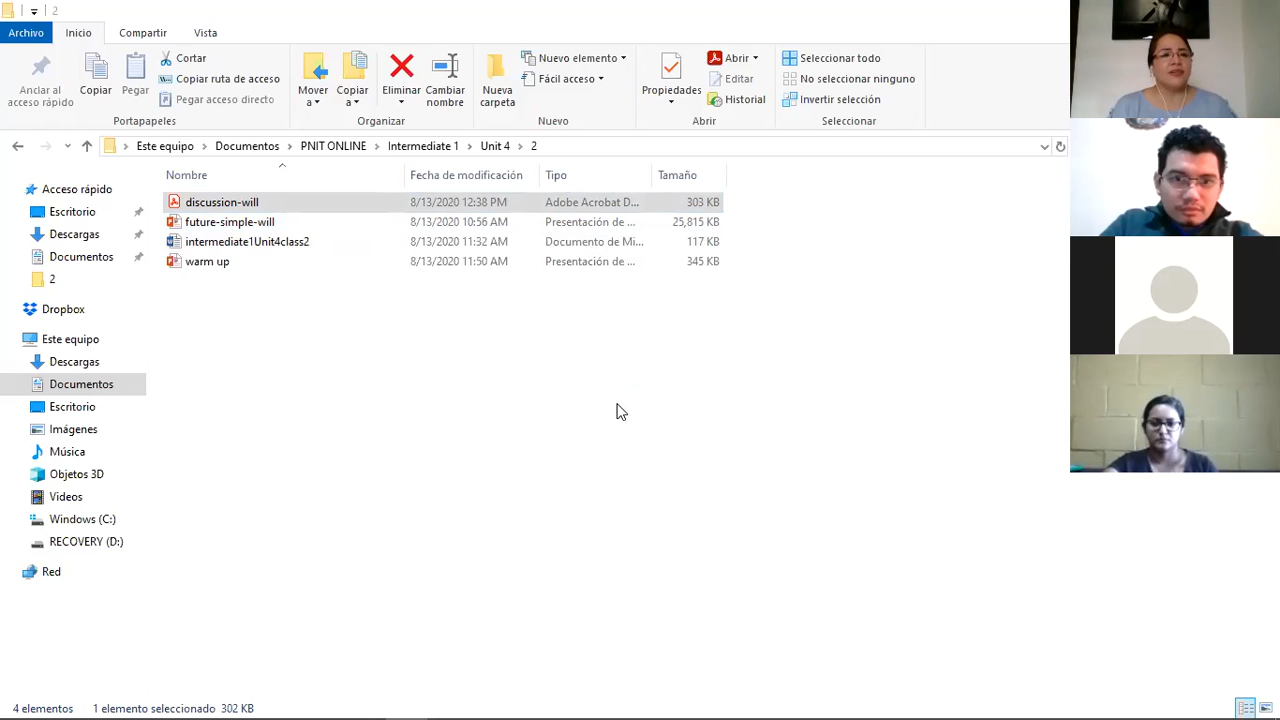 2
Archivo Inicio Compartir Vista
Anclar al acceso rápido
Copiar
Pegar
Cortar
Copiar ruta de acceso
Pegar acceso directo
Portapapeles
Mover a
Copiar a
Eliminar
Cambiar nombre
Organizar
Nueva carpeta
Nuevo elemento
Fácil acceso
Nuevo
Propiedades
Abrir
Editar
Historial
Abrir
Seleccionar todo
No seleccionar ninguno
Invertir selección
Seleccionar
Este equipo > Documentos > PNIT ONLINE > Intermediate 1 > Unit 4 > 2
Nombre Fecha de modificación Tipo Tamaño
discussion-will 8/13/2020 12:38 PM Adobe Acrobat D... 303 KB
future-simple-will 8/13/2020 10:56 AM Presentación de ... 25,815 KB
intermediate1Unit4class2 8/13/2020 11:32 AM Documento de Mi... 117 KB
warm up 8/13/2020 11:50 AM Presentación de ... 345 KB
Acceso rápido
Escritorio
Descargas
Documentos
2
Dropbox
Este equipo
Descargas
Documentos
Escritorio
Imágenes
Música
Objetos 3D
Videos
Windows (C:)
RECOVERY (D:)
Red
4 elementos 1 elemento seleccionado 302 KB